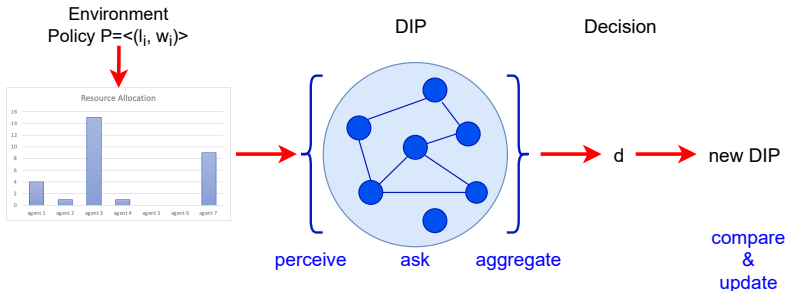 Environment
Policy P=<(Iᵢ, wᵢ)>
DIP
Decision
Resource Allocation
16
14
12
10
8
6
4
2
0
agent 1 agent 2 agent 3 agent 4 agent 5 agent 6 agent 7
d
new DIP
perceive
ask
aggregate
compare
&
update